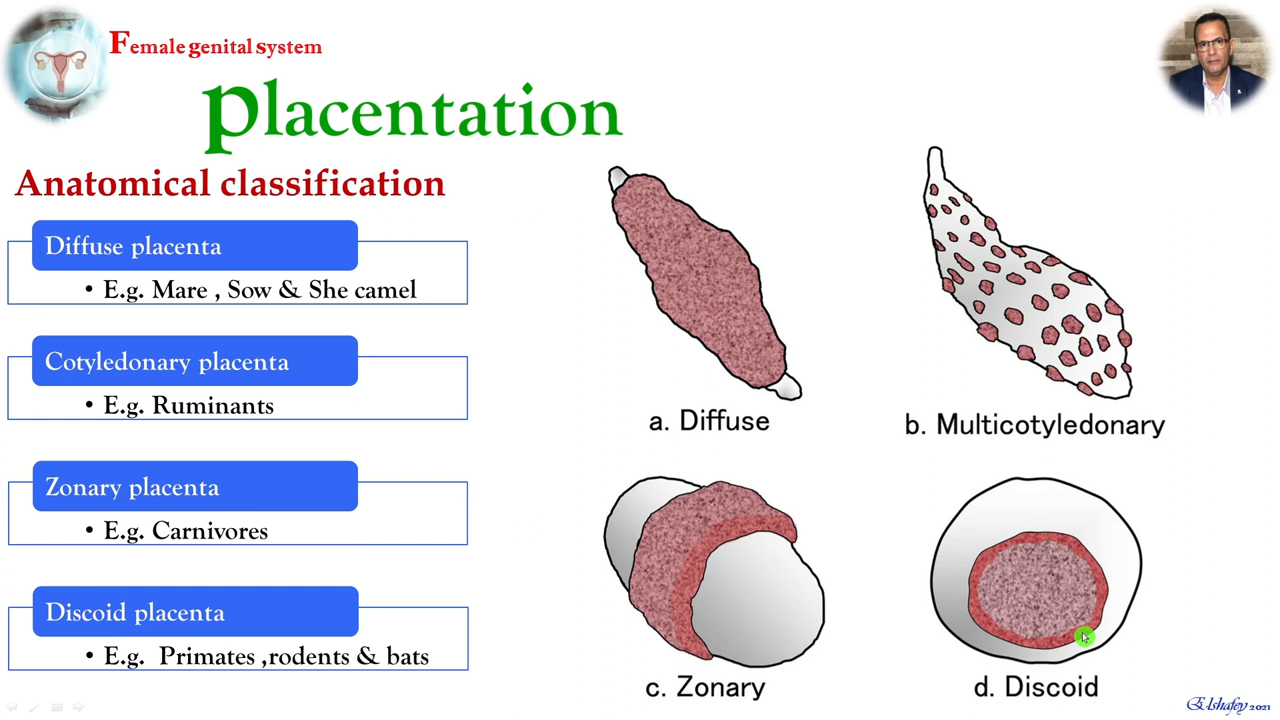 Female genital system
placentation
Anatomical classification
Diffuse placenta
• E.g. Mare , Sow & She camel
Cotyledonary placenta
• E.g. Ruminants
Zonary placenta
• E.g. Carnivores
Discoid placenta
• E.g. Primates ,rodents & bats
a. Diffuse
b. Multicotyledonary
c. Zonary
d. Discoid
Elshafey 2021